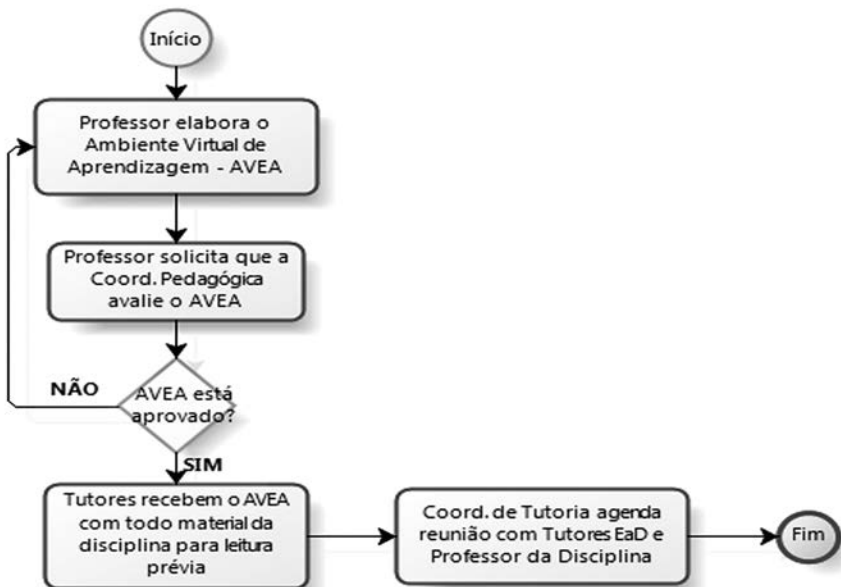 Início
Professor elabora o
Ambiente Virtual de
Aprendizagem - AVEA
Professor solicita que a
Coord. Pedagógica
avalie o AVEA
NÃO
AVEA está
aprovado?
SIM
Tutores recebem o AVEA
com todo material da
disciplina para leitura
prévia
Coord. de Tutoria agenda
reunião com Tutores EaD e
Professor da Disciplina
Fim